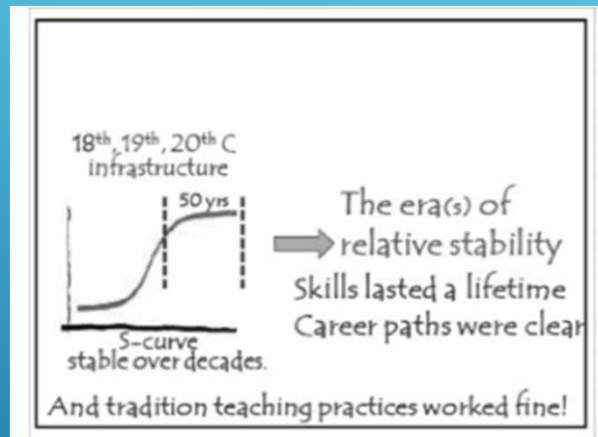 18th, 19th, 20th C
infrastructure
50 yrs
The era(s) of
relative stability
Skills lasted a lifetime
Career paths were clear
S-curve
stable over decades.
And tradition teaching practices worked fine!